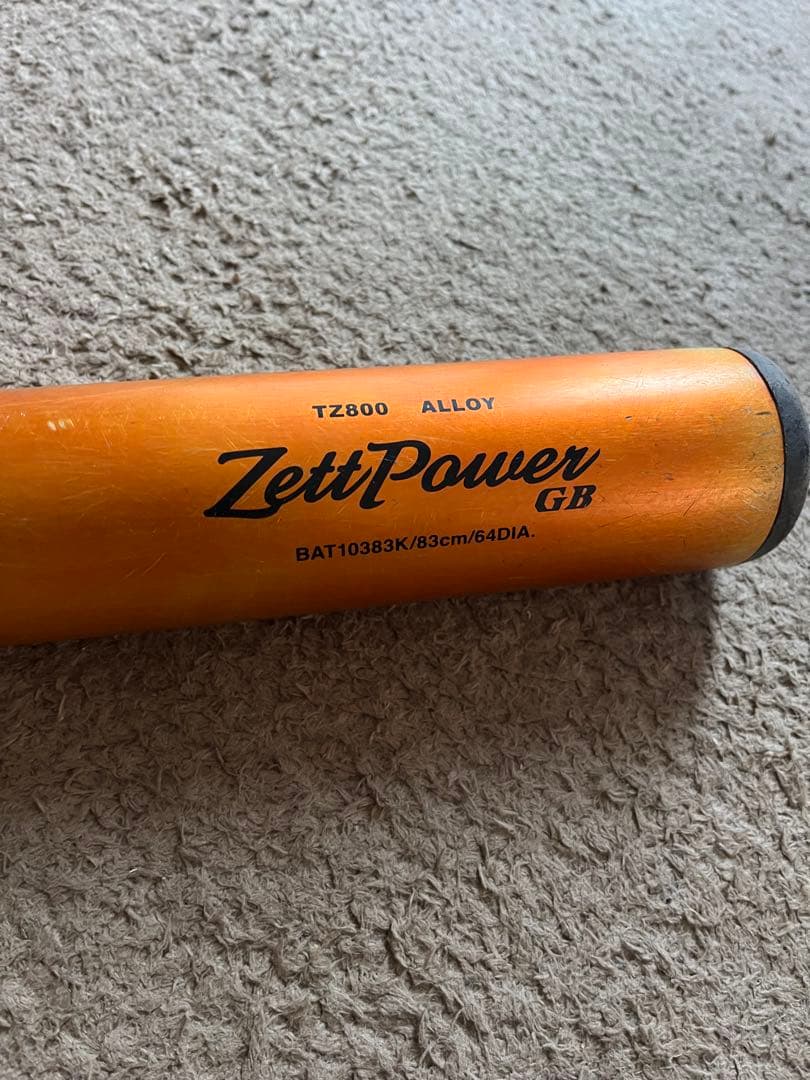 TZ800 ALLOY
ZettPower
GB
BAT10383K/83cm/64DIA.